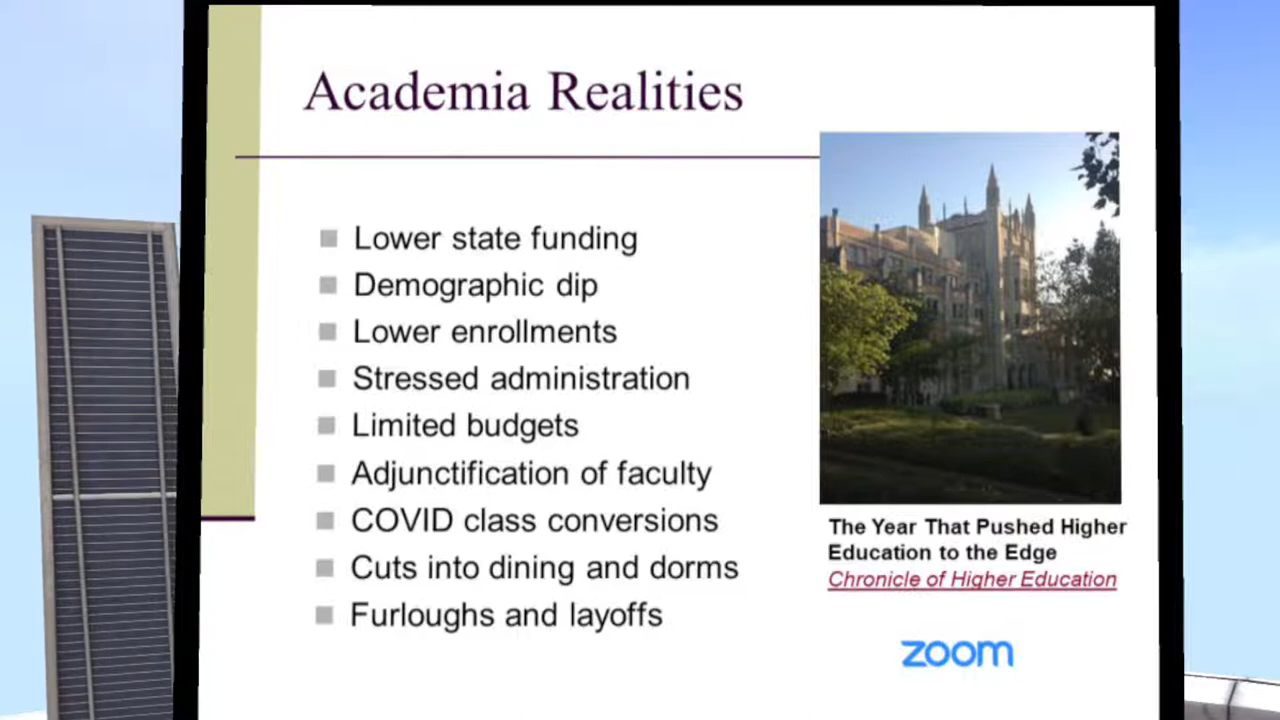 Academia Realities
Lower state funding
Demographic dip
Lower enrollments
Stressed administration
Limited budgets
Adjunctification of faculty
COVID class conversions
Cuts into dining and dorms
Furloughs and layoffs
The Year That Pushed Higher
Education to the Edge
Chronicle of Higher Education
zoom